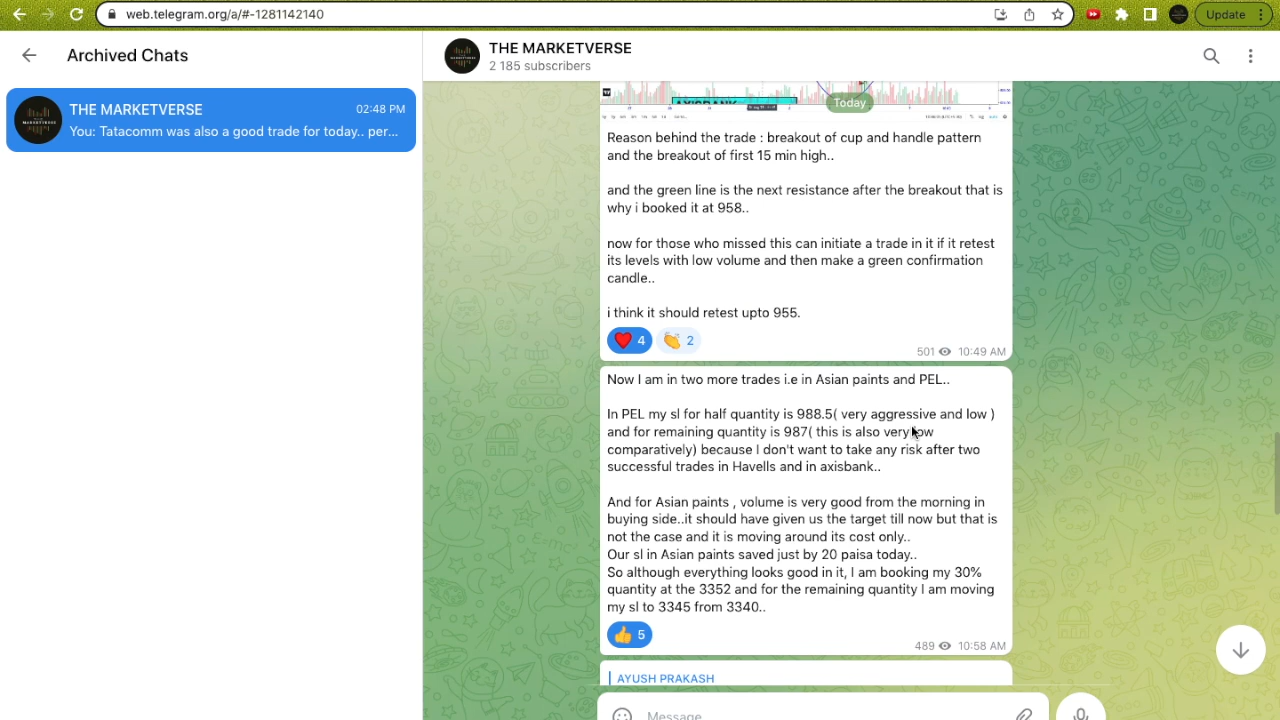 web.telegram.org/a/#-1281142140
Update
Archived Chats
THE MARKETVERSE
02:48 PM
You: Tatacomm was also a good trade for today.. per...
THE MARKETVERSE
2 185 subscribers
AXISBANK
Today
Reason behind the trade : breakout of cup and handle pattern
and the breakout of first 15 min high..
and the green line is the next resistance after the breakout that is
why i booked it at 958..
now for those who missed this can initiate a trade in it if it retest
its levels with low volume and then make a green confirmation
candle..
i think it should retest upto 955.
❤️ 4
👏 2
501 10:49 AM
Now I am in two more trades i.e in Asian paints and PEL..
In PEL my sl for half quantity is 988.5( very aggressive and low )
and for remaining quantity is 987( this is also very low
comparatively) because I don't want to take any risk after two
successful trades in Havells and in axisbank..
And for Asian paints , volume is very good from the morning in
buying side..it should have given us the target till now but that is
not the case and it is moving around its cost only..
Our sl in Asian paints saved just by 20 paisa today..
So although everything looks good in it, I am booking my 30%
quantity at the 3352 and for the remaining quantity I am moving
my sl to 3345 from 3340..
👍 5
489 10:58 AM
AYUSH PRAKASH
Message